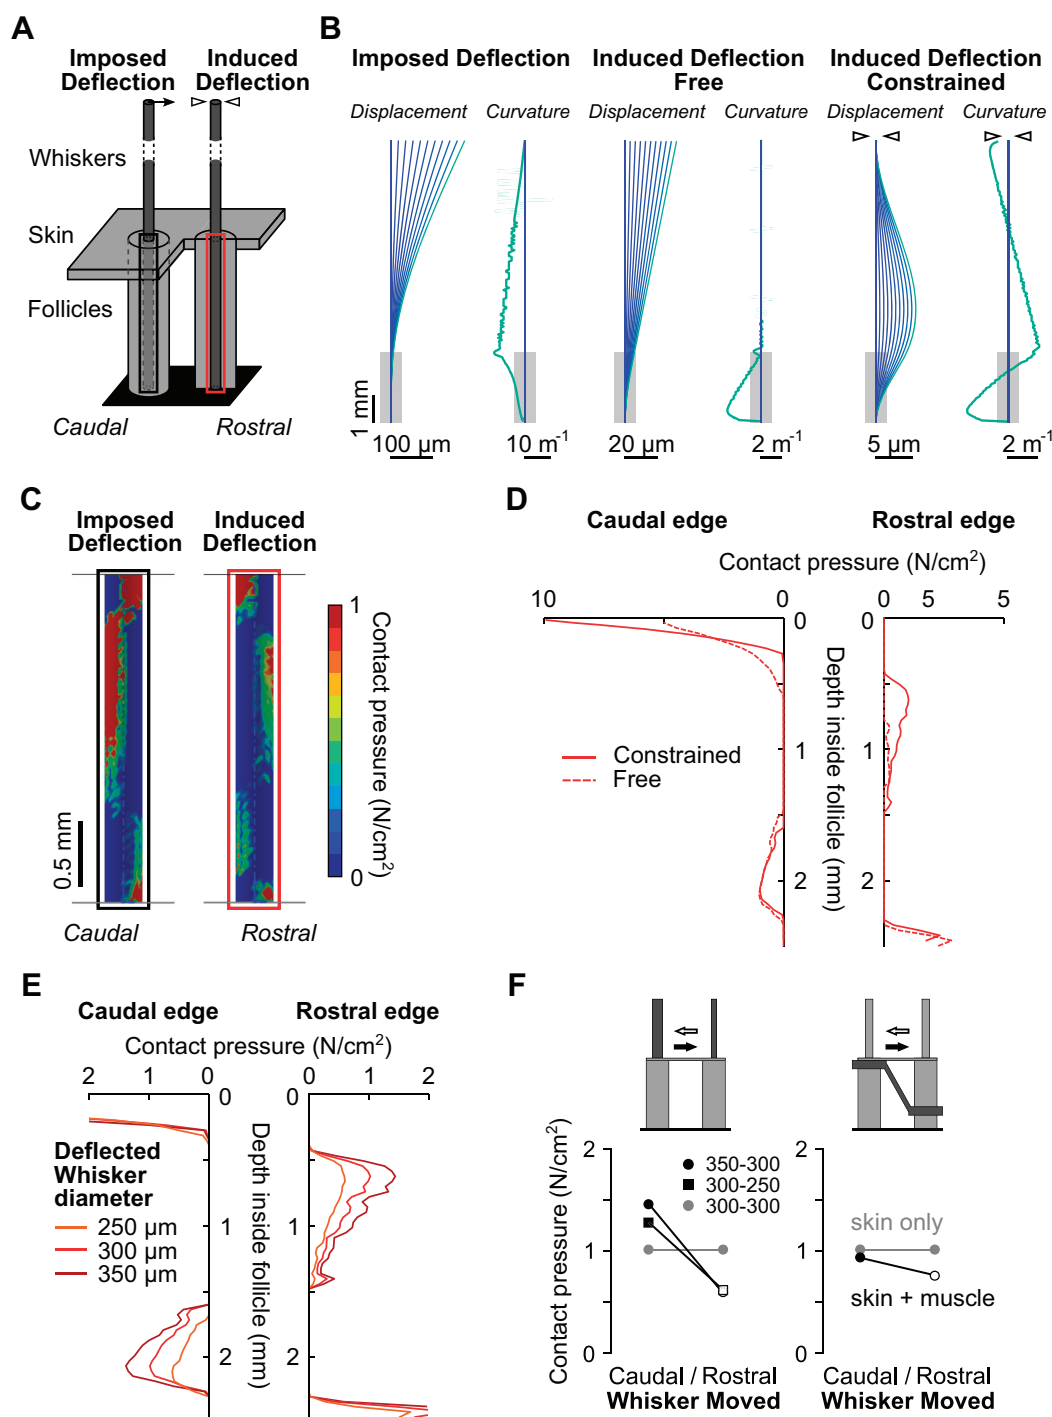 A
Imposed Deflection
Induced Deflection
Whiskers
Skin
Follicles
Caudal
Rostral
B
Imposed Deflection
Induced Deflection Free
Induced Deflection Constrained
Displacement
Curvature
Displacement
Curvature
Displacement
Curvature
1 mm
100 µm
10 m-1
20 µm
2 m-1
5 µm
2 m-1
C
Imposed Deflection
Induced Deflection
1
Contact pressure (N/cm2)
0
0.5 mm
Caudal
Rostral
D
Caudal edge
Rostral edge
Contact pressure (N/cm2)
10
0
0
5
5
0
0
Depth inside follicle (mm)
1
1
2
2
Constrained
Free
E
Caudal edge
Rostral edge
Contact pressure (N/cm2)
2
1
0
0
1
2
0
0
Depth inside follicle (mm)
1
1
2
2
Deflected Whisker diameter
250 µm
300 µm
350 µm
F
Contact pressure (N/cm2)
2
1
0
350-300
300-250
300-300
Caudal / Rostral
Whisker Moved
2
1
0
skin only
skin + muscle
Caudal / Rostral
Whisker Moved